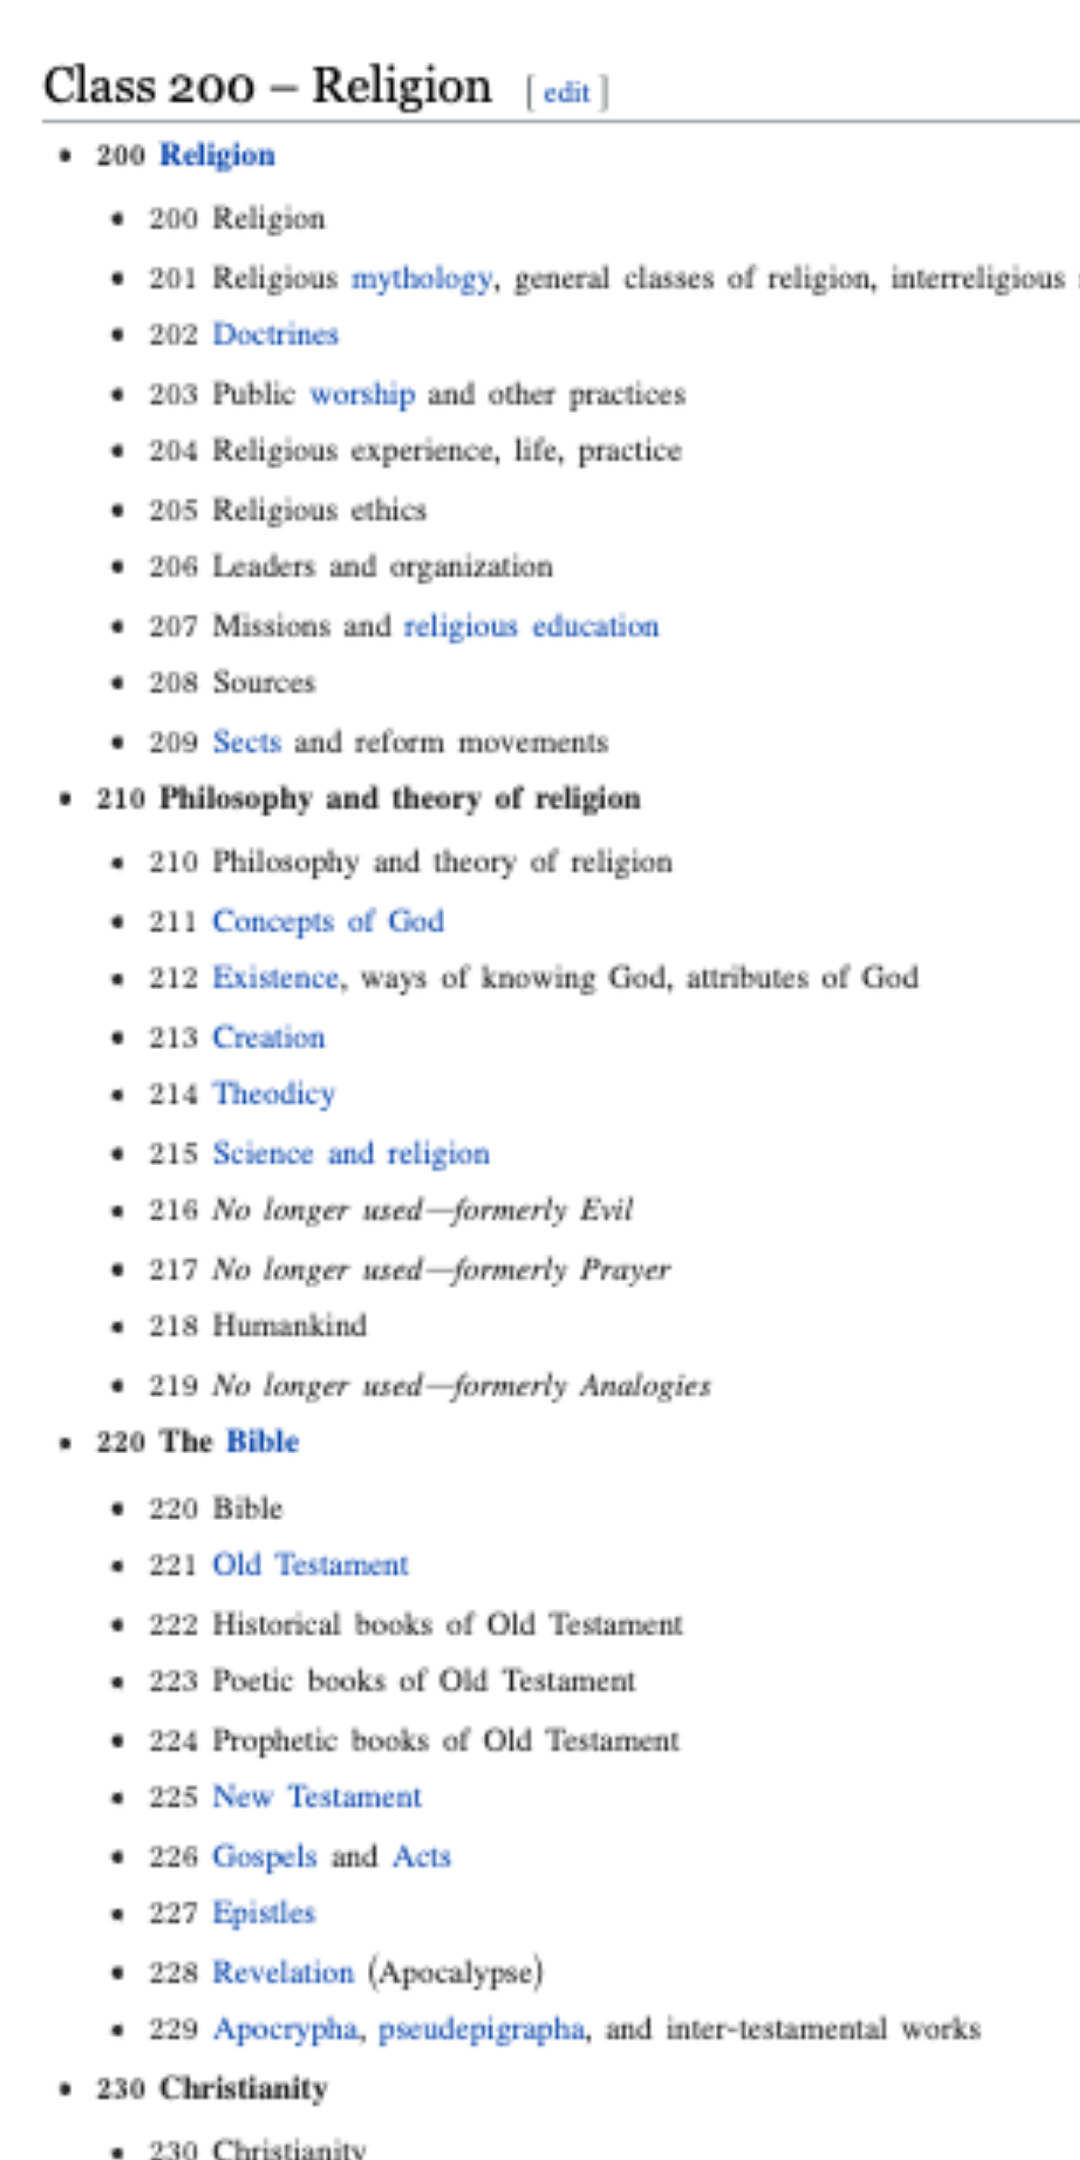 Class 200 – Religion [ edit ]
• 200 Religion
• 200 Religion
• 201 Religious mythology, general classes of religion, interreligious
• 202 Doctrines
• 203 Public worship and other practices
• 204 Religious experience, life, practice
• 205 Religious ethics
• 206 Leaders and organization
• 207 Missions and religious education
• 208 Sources
• 209 Sects and reform movements
• 210 Philosophy and theory of religion
• 210 Philosophy and theory of religion
• 211 Concepts of God
• 212 Existence, ways of knowing God, attributes of God
• 213 Creation
• 214 Theodicy
• 215 Science and religion
• 216 No longer used—formerly Evil
• 217 No longer used—formerly Prayer
• 218 Humankind
• 219 No longer used—formerly Analogies
• 220 The Bible
• 220 Bible
• 221 Old Testament
• 222 Historical books of Old Testament
• 223 Poetic books of Old Testament
• 224 Prophetic books of Old Testament
• 225 New Testament
• 226 Gospels and Acts
• 227 Epistles
• 228 Revelation (Apocalypse)
• 229 Apocrypha, pseudepigrapha, and inter-testamental works
• 230 Christianity
• 230 Christianity